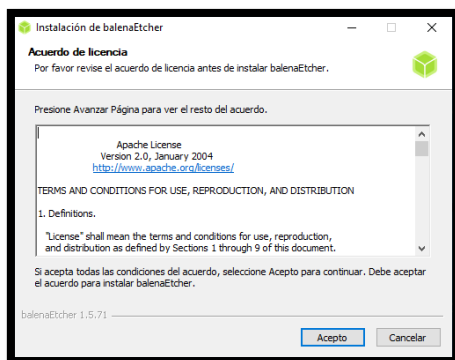 Instalación de balenaEtcher
Acuerdo de licencia
Por favor revise el acuerdo de licencia antes de instalar balenaEtcher.
Presione Avanzar Página para ver el resto del acuerdo.
Apache License
Version 2.0, January 2004
http://www.apache.org/licenses/
TERMS AND CONDITIONS FOR USE, REPRODUCTION, AND DISTRIBUTION
1. Definitions.
"License" shall mean the terms and conditions for use, reproduction,
and distribution as defined by Sections 1 through 9 of this document.
Si acepta todas las condiciones del acuerdo, seleccione Acepto para continuar. Debe aceptar
el acuerdo para instalar balenaEtcher.
balenaEtcher 1.5.71
Acepto
Cancelar